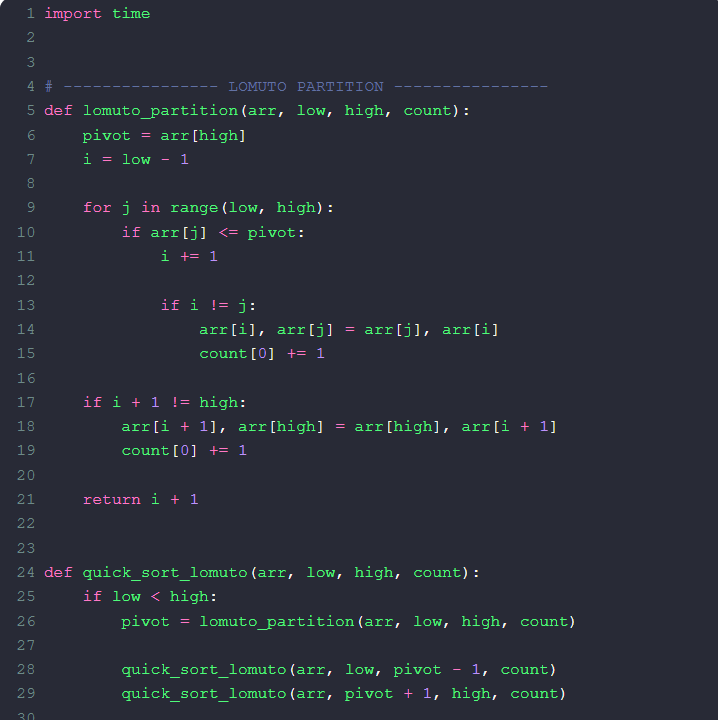 1 import time
2
3
4 # ---------------- LOMUTO PARTITION ----------------
5 def lomuto_partition(arr, low, high, count):
6     pivot = arr[high]
7     i = low - 1
8
9     for j in range(low, high):
10         if arr[j] <= pivot:
11             i += 1
12
13             if i != j:
14                 arr[i], arr[j] = arr[j], arr[i]
15                 count[0] += 1
16
17     if i + 1 != high:
18         arr[i + 1], arr[high] = arr[high], arr[i + 1]
19         count[0] += 1
20
21     return i + 1
22
23
24 def quick_sort_lomuto(arr, low, high, count):
25     if low < high:
26         pivot = lomuto_partition(arr, low, high, count)
27
28         quick_sort_lomuto(arr, low, pivot - 1, count)
29         quick_sort_lomuto(arr, pivot + 1, high, count)
30